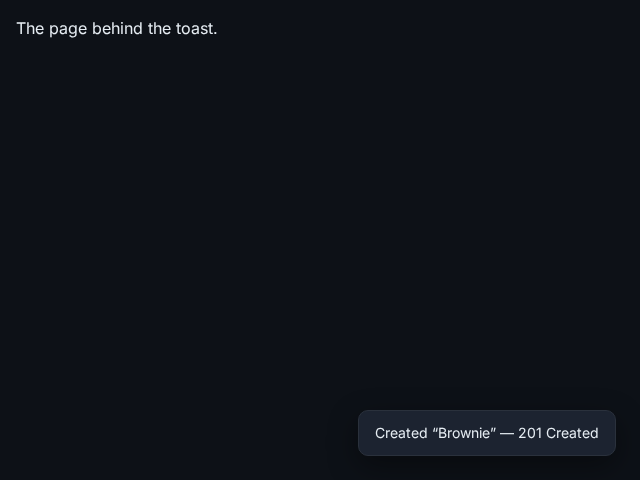 The page behind the toast.
Created “Brownie” — 201 Created